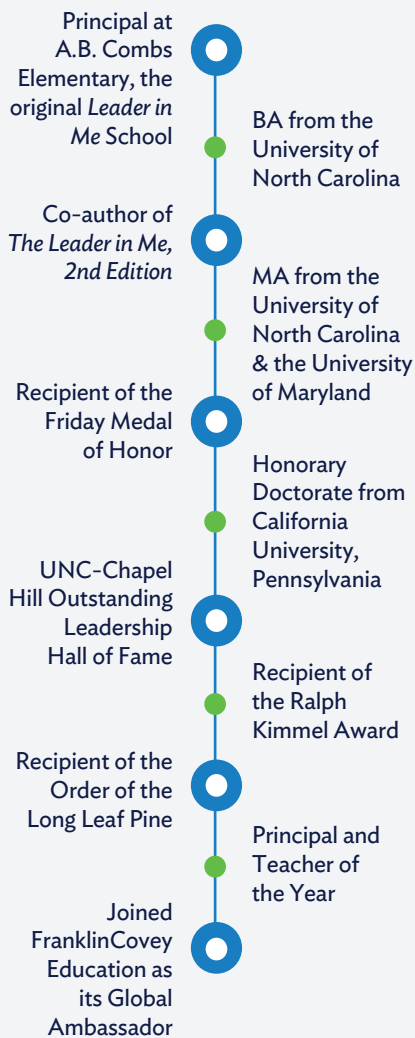 Principal at
A.B. Combs
Elementary, the
original Leader in
Me School
BA from the
University of
North Carolina
Co-author of
The Leader in Me,
2nd Edition
MA from the
University of
North Carolina
& the University
of Maryland
Recipient of the
Friday Medal
of Honor
Honorary
Doctorate from
California
University,
Pennsylvania
UNC-Chapel
Hill Outstanding
Leadership
Hall of Fame
Recipient of
the Ralph
Kimmel Award
Recipient of the
Order of the
Long Leaf Pine
Principal and
Teacher of
the Year
Joined
FranklinCovey
Education as
its Global
Ambassador